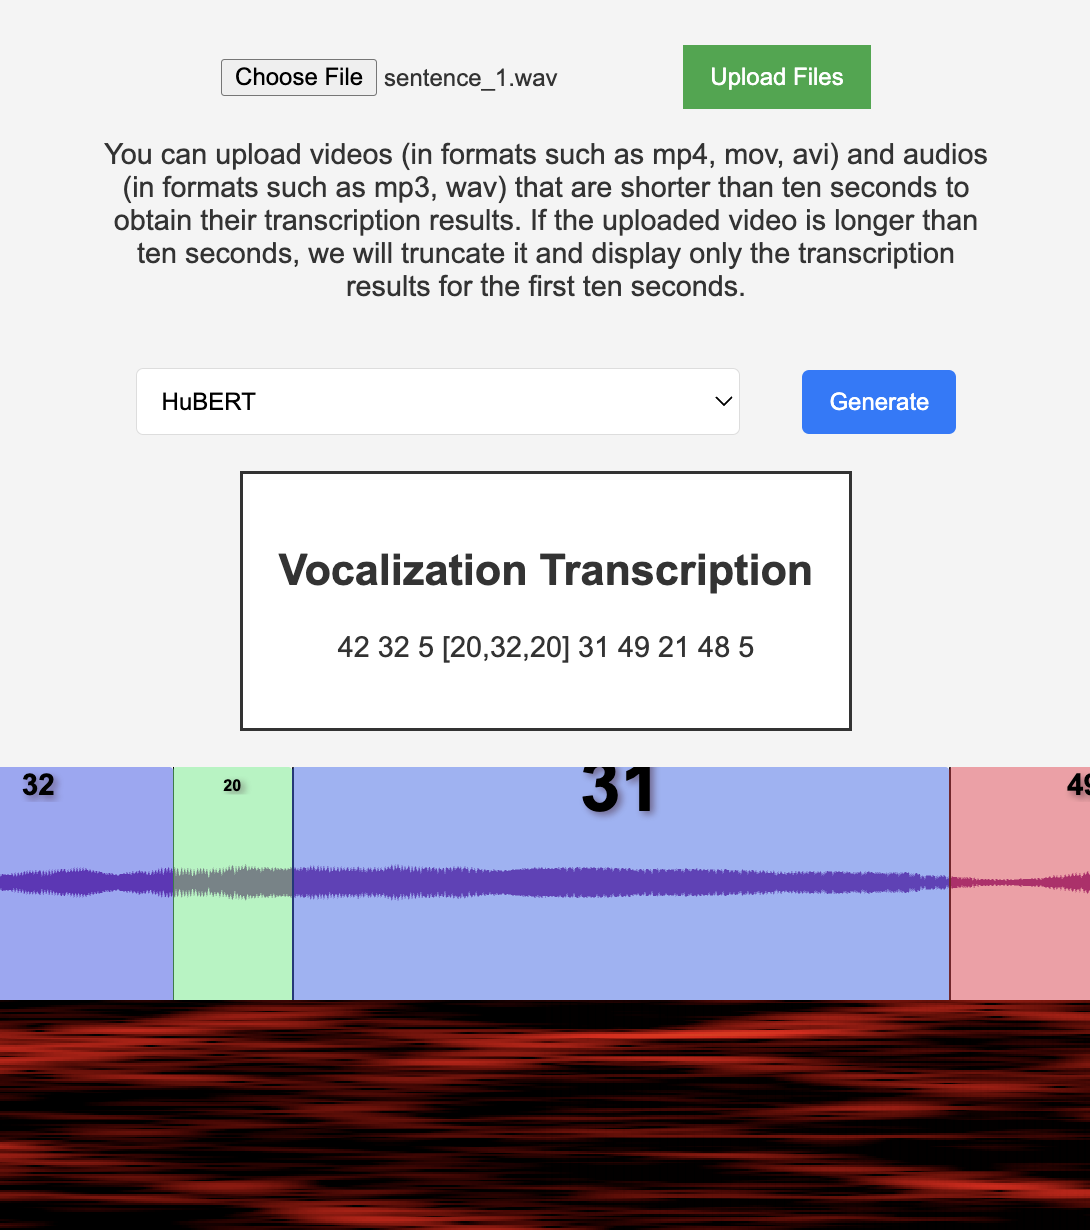 Choose File sentence_1.wav Upload Files
You can upload videos (in formats such as mp4, mov, avi) and audios
(in formats such as mp3, wav) that are shorter than ten seconds to
obtain their transcription results. If the uploaded video is longer than
ten seconds, we will truncate it and display only the transcription
results for the first ten seconds.
HuBERT Generate
Vocalization Transcription
42 32 5 [20,32,20] 31 49 21 48 5
32 20 31 49